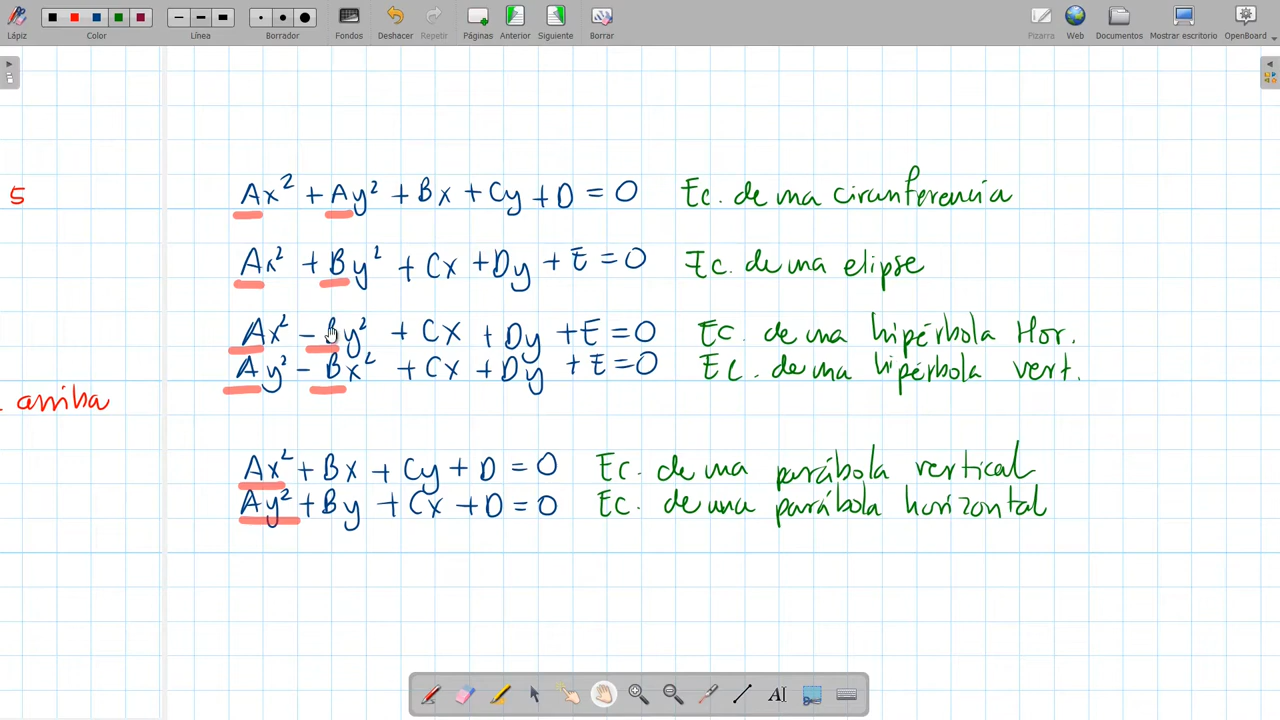 Lápiz Color Línea Borrador Fondos Deshacer Repetir Páginas Anterior Siguiente Borrar Pizarra Web Documentos Mostrar escritorio OpenBoard
5
Ax² + Ay² + Bx + Cy + D = 0 Ec. de una circunferencia
Ax² + By² + Cx + Dy + E = 0 Ec. de una elipse
Ax² - By² + Cx + Dy + E = 0 Ec. de una hipérbola Hor.
Ay² - Bx² + Cx + Dy + E = 0 Ec. de una hipérbola vert.
arriba
Ax² + Bx + Cy + D = 0 Ec. de una parábola vertical
Ay² + By + Cx + D = 0 Ec. de una parábola horizontal
AI